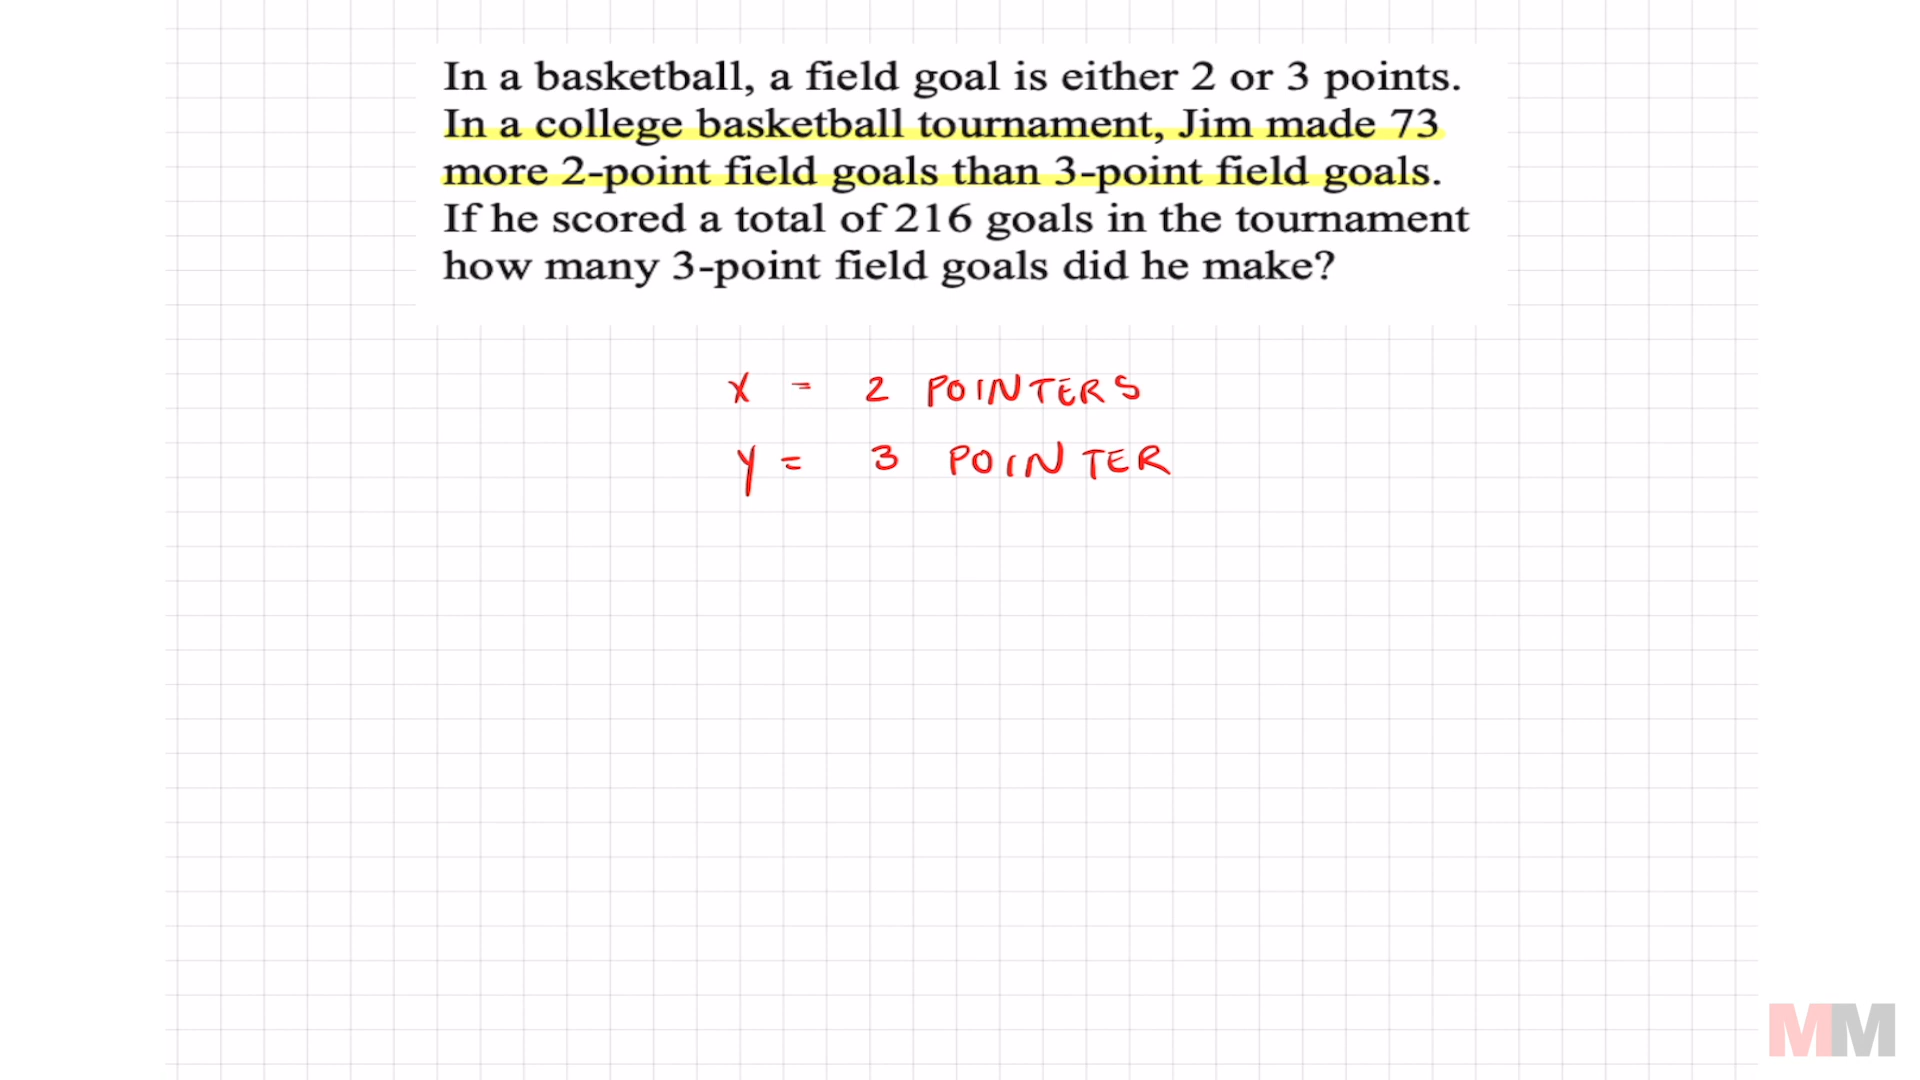 In a basketball, a field goal is either 2 or 3 points.
In a college basketball tournament, Jim made 73
more 2-point field goals than 3-point field goals.
If he scored a total of 216 goals in the tournament
how many 3-point field goals did he make?
x = 2 POINTERS
y = 3 POINTER
MM